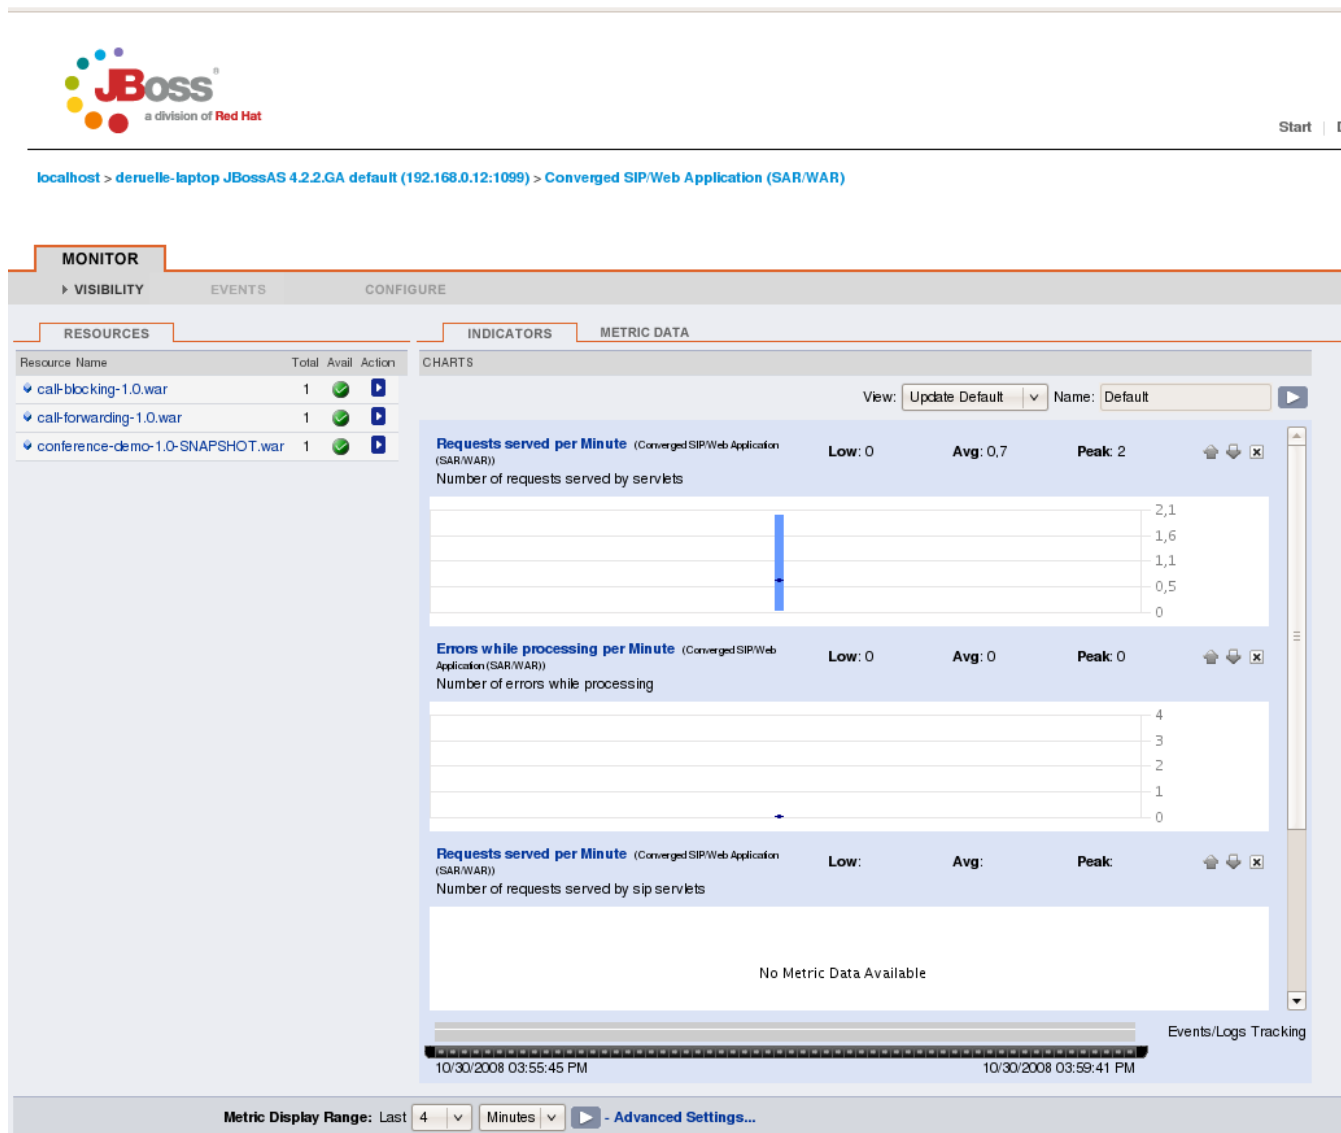 JBoss®
a division of Red Hat
Start
localhost > deruelle-laptop JBossAS 4.2.2.GA default (192.168.0.12:1099) > Converged SIP/Web Application (SAR/WAR)
MONITOR
VISIBILITY EVENTS CONFIGURE
RESOURCES
Resource Name Total Avail Action
call-blocking-1.0.war 1
call-forwarding-1.0.war 1
conference-demo-1.0-SNAPSHOT.war 1
INDICATORS METRIC DATA
CHARTS
View: Update Default Name: Default
Requests served per Minute (Converged SIP/Web Application
(SAR/WAR))
Low: 0 Avg: 0,7 Peak: 2
Number of requests served by servlets
2,1
1,6
1,1
0,5
0
Errors while processing per Minute (Converged SIP/Web
Application (SAR/WAR))
Low: 0 Avg: 0 Peak: 0
Number of errors while processing
4
3
2
1
0
Requests served per Minute (Converged SIP/Web Application
(SAR/WAR))
Low: Avg: Peak:
Number of requests served by sip servlets
No Metric Data Available
Events/Logs Tracking
10/30/2008 03:55:45 PM 10/30/2008 03:59:41 PM
Metric Display Range: Last 4 Minutes - Advanced Settings...